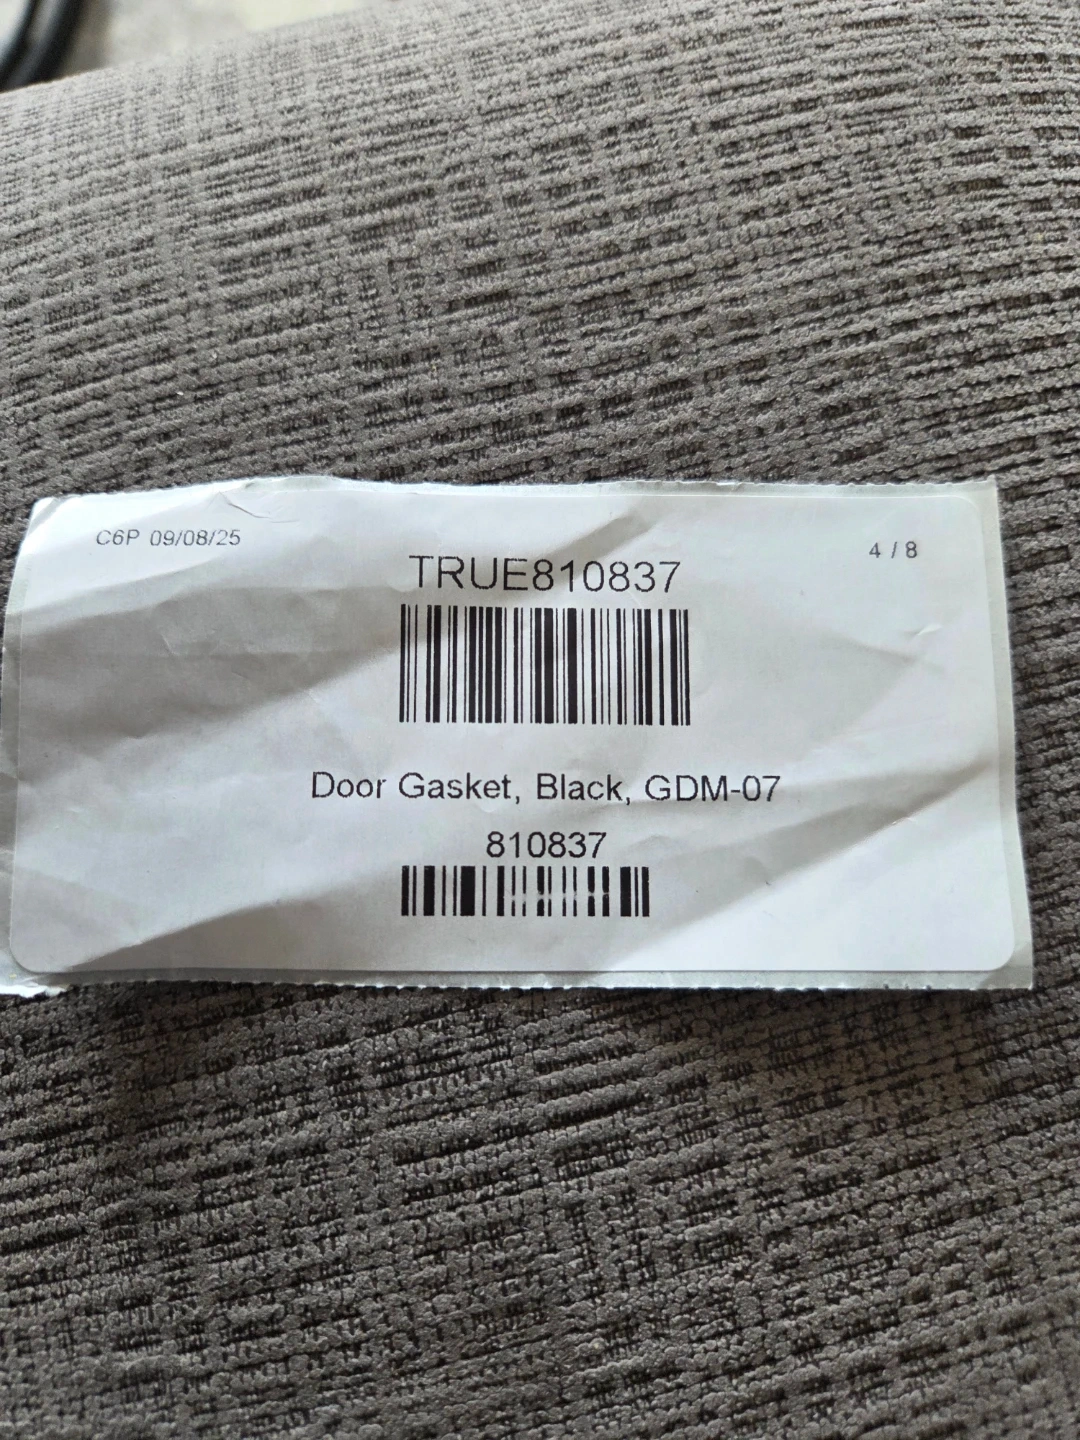 C6P 09/08/25
4 / 8
TRUE810837
Door Gasket, Black, GDM-07
810837